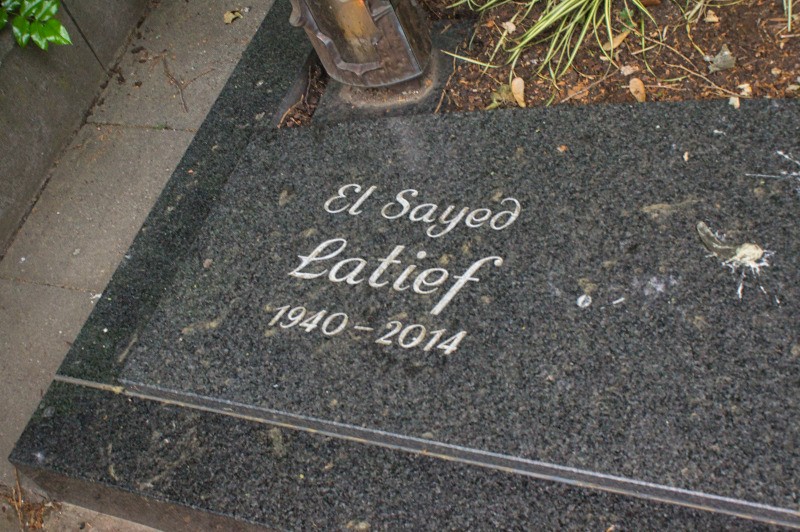 El Sayed
Latief
1940 – 2014